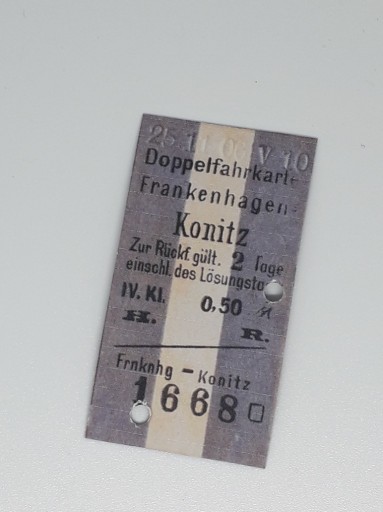 25.11.06 V 10
Doppelfahrkart
Frankenhagen-
Konitz
Zur Rückf. gült. 2 Tage
einschl. des Lösungsta
IV. Kl. 0,50 M
H. R.
Frnknhg - Konitz
1668